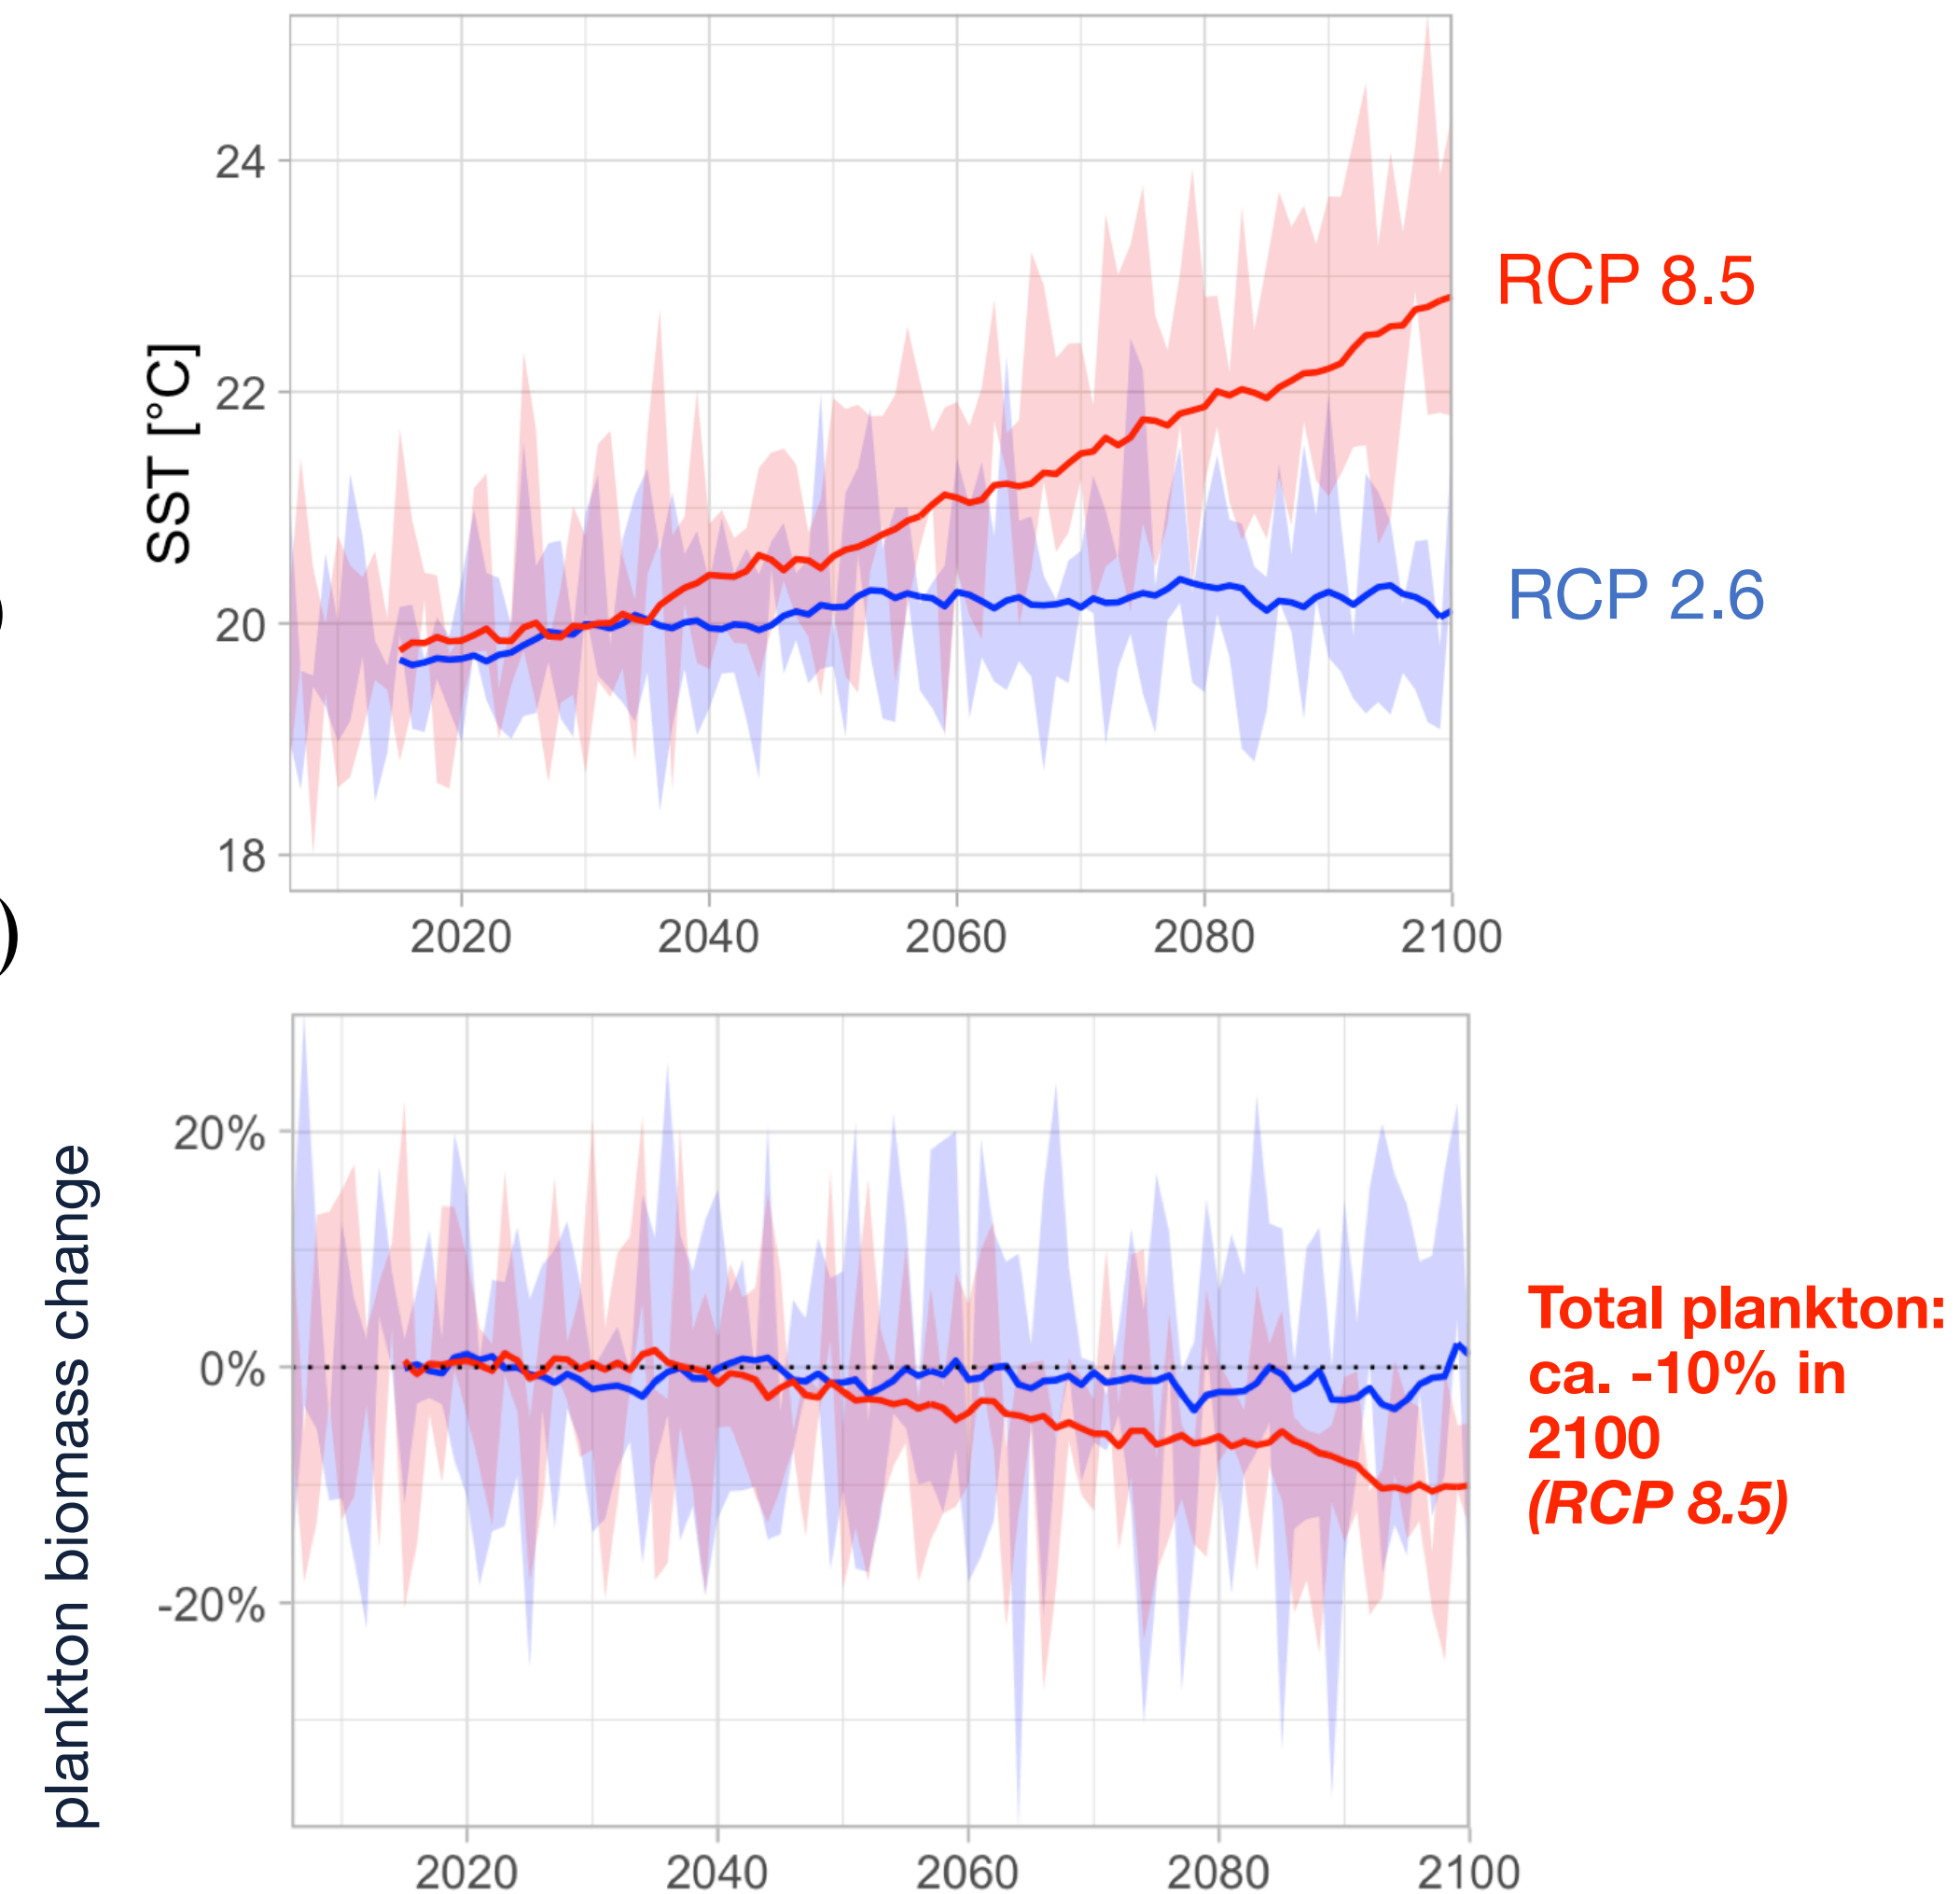 SST [°C]
24
22
20
18
2020 2040 2060 2080 2100
RCP 8.5
RCP 2.6
)
)
plankton biomass change
20%
0%
-20%
2020 2040 2060 2080 2100
Total plankton:
ca. -10% in
2100
(RCP 8.5)